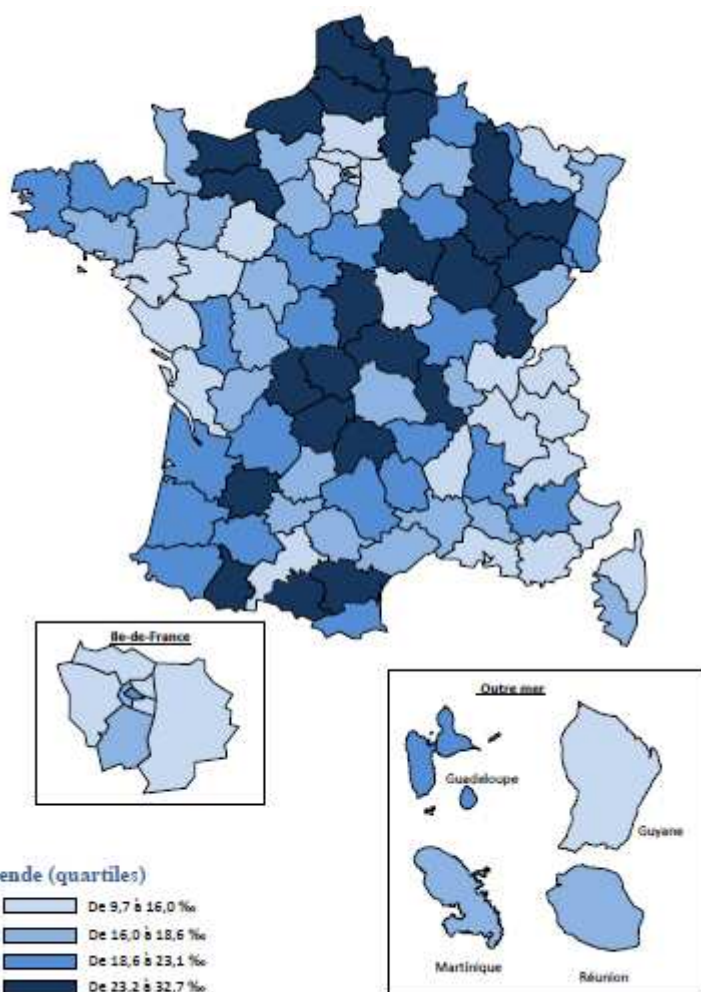 Ile-de-France
Outre mer
Guadeloupe
Guyane
Martinique
Réunion
ende (quartiles)
De 9,7 à 16,0 ‰
De 16,0 à 18,6 ‰
De 18,6 à 23,1 ‰
De 23,2 à 32,7 ‰